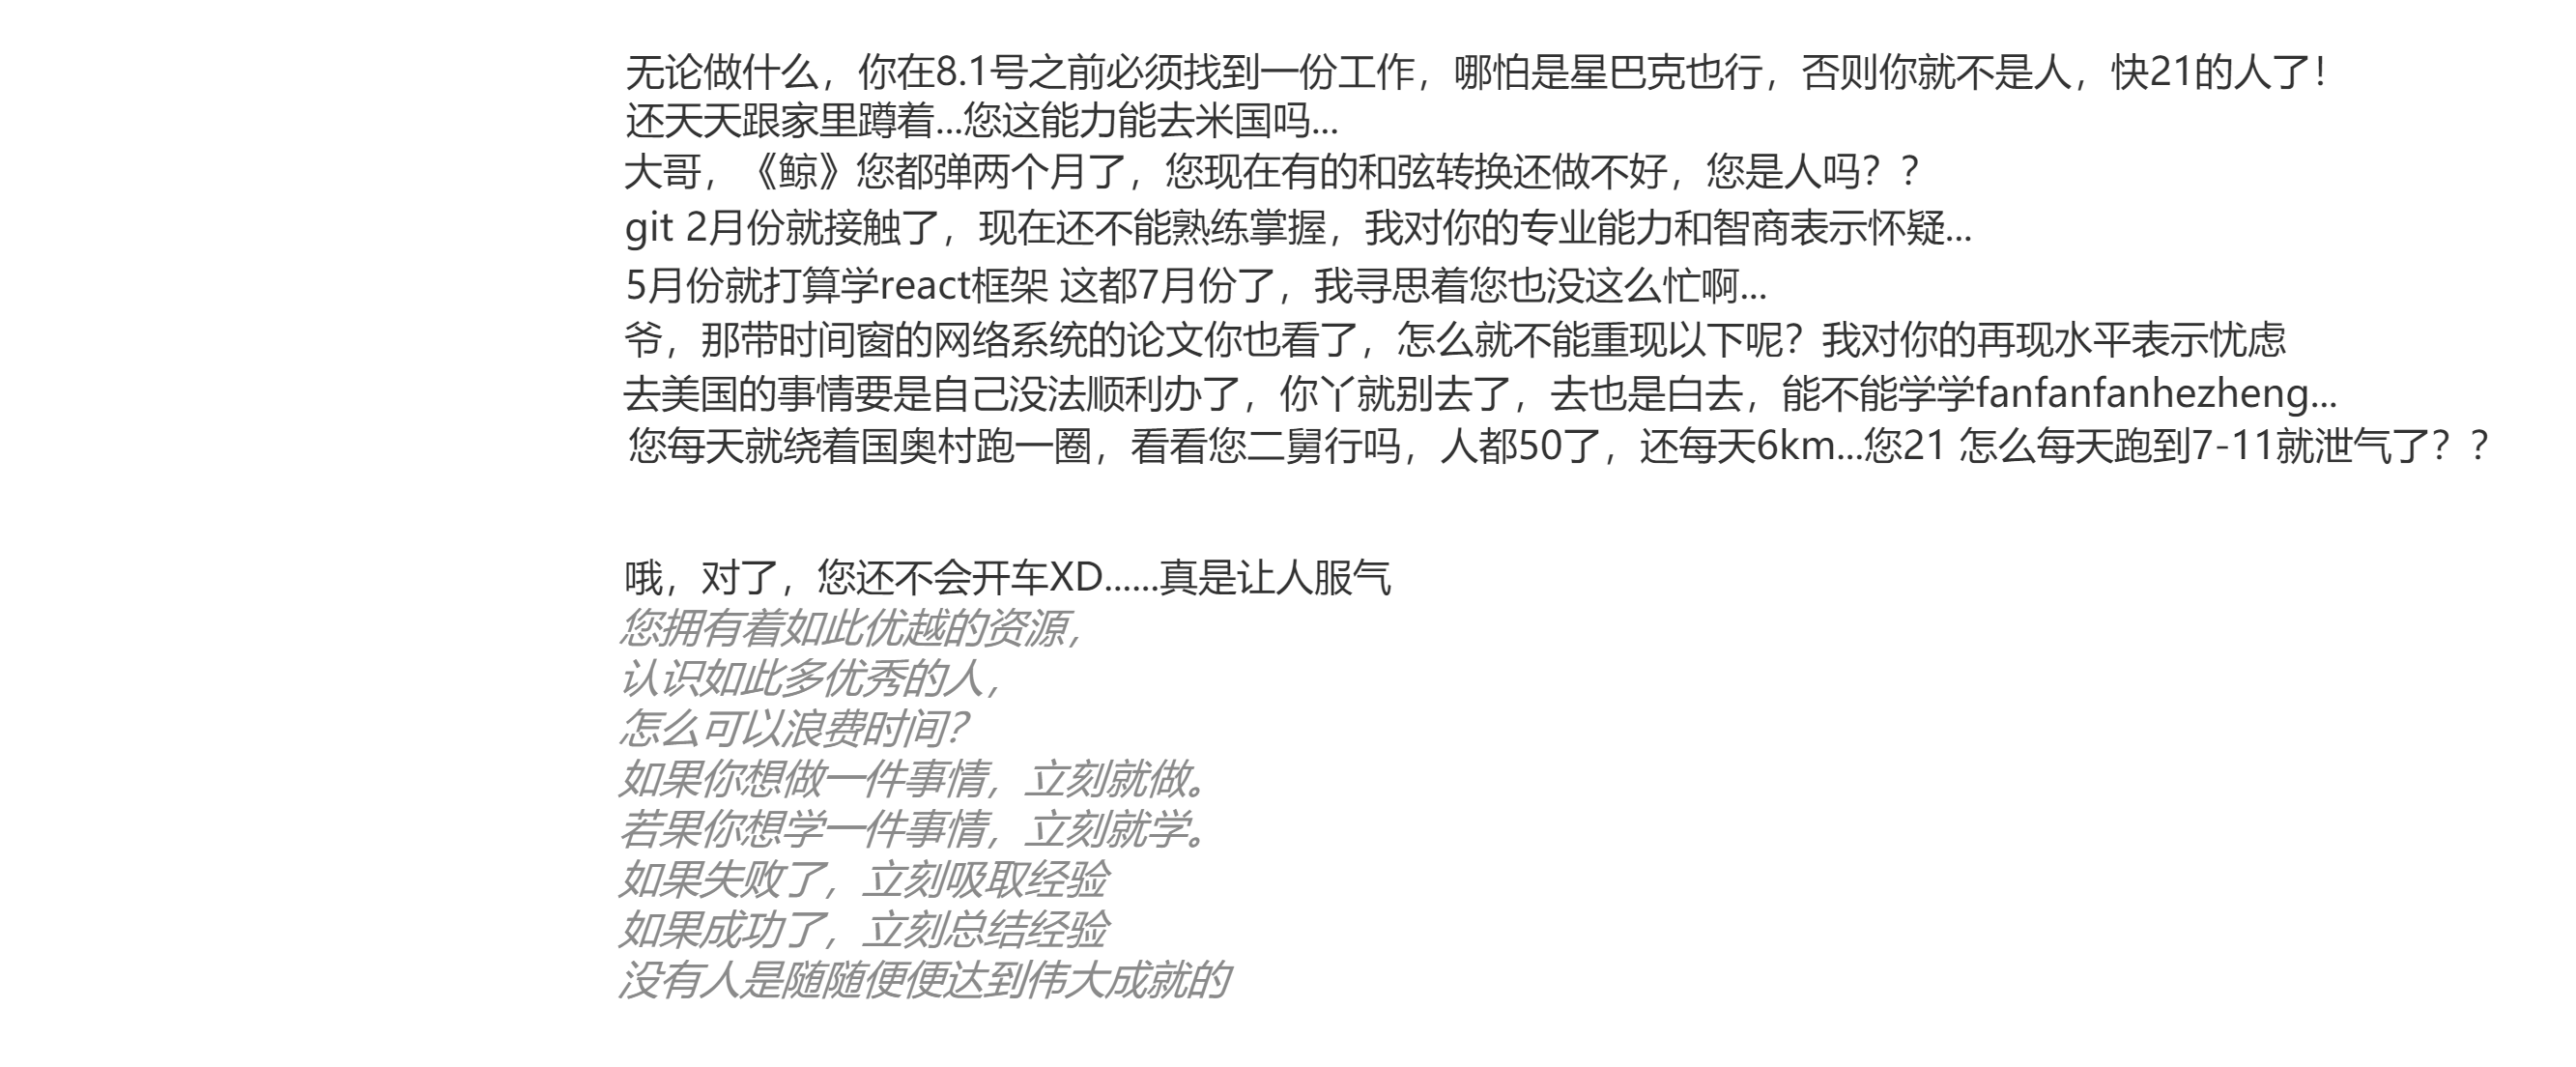 无论做什么，你在8.1号之前必须找到一份工作，哪怕是星巴克也行，否则你就不是人，快21的人了！
还天天跟家里蹲着...您这能力能去米国吗...
大哥，《鲸》您都弹两个月了，您现在有的和弦转换还做不好，您是人吗？？
git 2月份就接触了，现在还不能熟练掌握，我对你的专业能力和智商表示怀疑...
5月份就打算学react框架 这都7月份了，我寻思着您也没这么忙啊...
爷，那带时间窗的网络系统的论文你也看了，怎么就不能重现以下呢？我对你的再现水平表示忧虑
去美国的事情要是自己没法顺利办了，你丫就别去了，去也是白去，能不能学学fanfanfanhezheng...
您每天就绕着国奥村跑一圈，看看您二舅行吗，人都50了，还每天6km...您21 怎么每天跑到7-11就泄气了？？
哦，对了，您还不会开车XD......真是让人服气
您拥有着如此优越的资源，
认识如此多优秀的人，
怎么可以浪费时间？
如果你想做一件事情，立刻就做。
若果你想学一件事情，立刻就学。
如果失败了，立刻吸取经验
如果成功了，立刻总结经验
没有人是随随便便达到伟大成就的